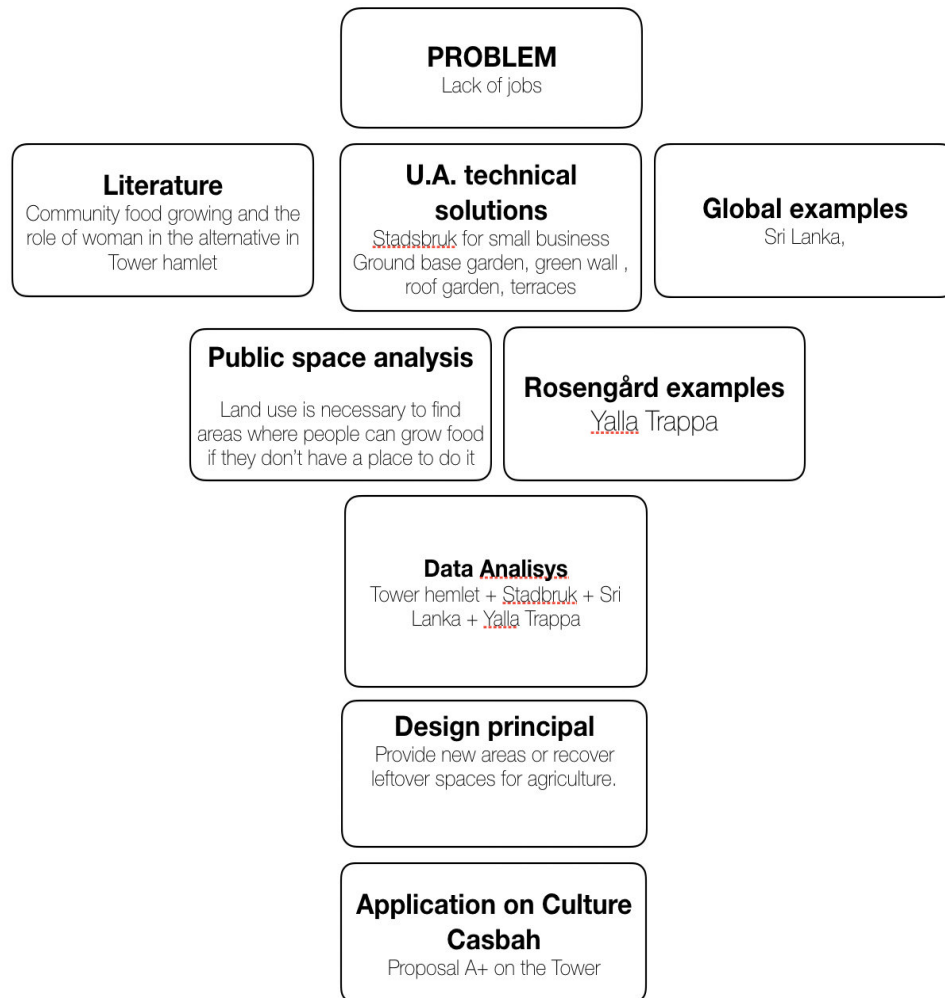 PROBLEM
Lack of jobs
Literature
Community food growing and the
role of woman in the alternative in
Tower hamlet
U.A. technical
solutions
Stadsbruk for small business
Ground base garden, green wall ,
roof garden, terraces
Global examples
Sri Lanka,
Public space analysis
Land use is necessary to find
areas where people can grow food
if they don’t have a place to do it
Rosengård examples
Yalla Trappa
Data Analisys
Tower hemlet + Stadbruk + Sri
Lanka + Yalla Trappa
Design principal
Provide new areas or recover
leftover spaces for agriculture.
Application on Culture
Casbah
Proposal A+ on the Tower